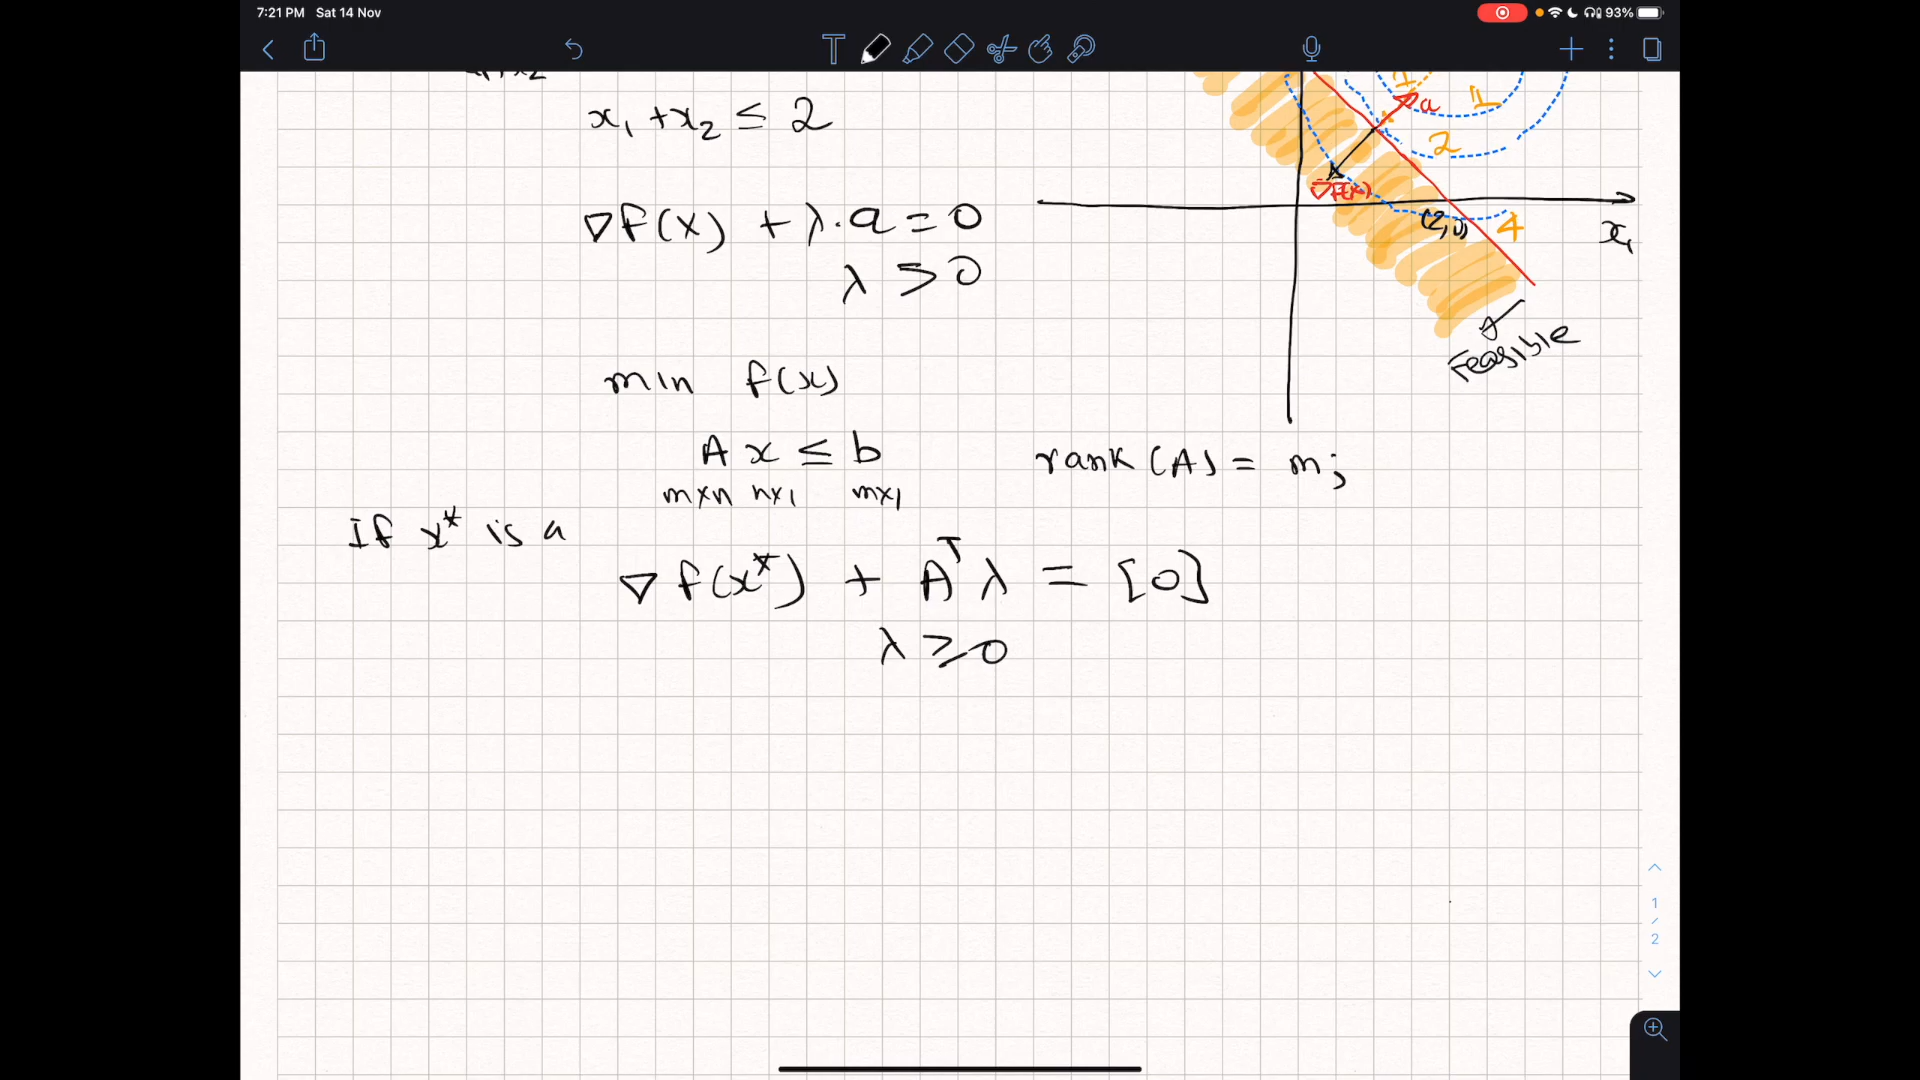 7:21 PM Sat 14 Nov
93%
x₁ + x₂ ≤ 2
∇f(x) + λ·a = 0
λ > 0
min f(x)
A x ≤ b
m×n n×1 m×1
rank(A) = m;
If x* is a
∇f(x*) + Aᵀλ = [0]
λ ≥ 0
1
a
2
∇f(x)
(2,0)
4
x₁
Feasible
1
/
2